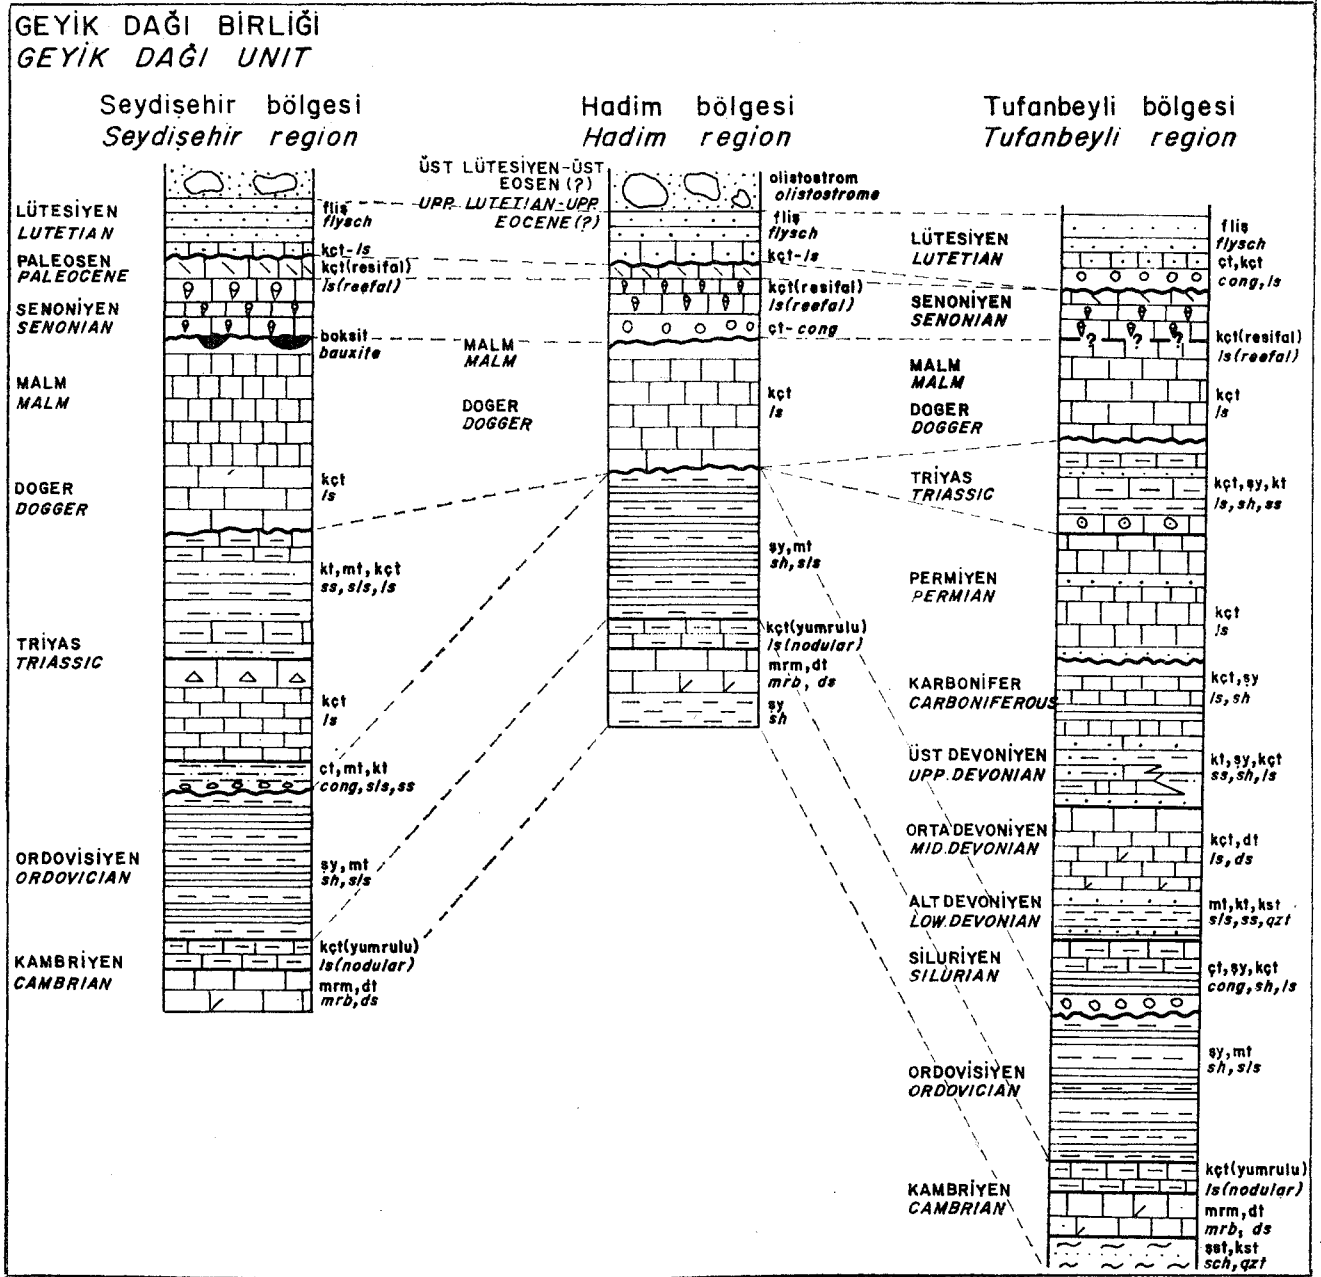 GEYİK DAĞI BİRLİĞİ
GEYİK DAĞI UNIT
Seydişehir bölgesi
Seydişehir region
Hadim bölgesi
Hadim region
Tufanbeyli bölgesi
Tufanbeyli region
LÜTESİYEN
LUTETIAN
PALEOSEN
PALEOCENE
SENONİYEN
SENONIAN
MALM
MALM
DOGER
DOGGER
TRİYAS
TRIASSIC
ORDOVİSİYEN
ORDOVICIAN
KAMBRİYEN
CAMBRIAN
fliş
flysch
kçt-ls
kçt(resifal)
ls(reefal)
boksit
bauxite
kçt
ls
kt,mt,kçt
ss,sls,ls
kçt
ls
çt,mt,kt
cong,sls,ss
şy,mt
sh,sls
kçt(yumrulu)
ls(nodular)
mrm,dt
mrb,ds
ÜST LÜTESİYEN-ÜST
EOSEN(?)
UPP. LUTETIAN-UPP.
EOCENE(?)
MALM
MALM
DOGER
DOGGER
olistostrom
olistostrome
fliş
flysch
kçt-ls
kçt(resifal)
ls(reefal)
çt-cong
kçt
ls
şy,mt
sh,sls
kçt(yumrulu)
ls(nodular)
mrm,dt
mrb, ds
şy
sh
LÜTESİYEN
LUTETIAN
SENONİYEN
SENONIAN
MALM
MALM
DOGER
DOGGER
TRİYAS
TRIASSIC
PERMİYEN
PERMIAN
KARBONİFER
CARBONIFEROUS
ÜST DEVONİYEN
UPP. DEVONIAN
ORTA DEVONİYEN
MID. DEVONIAN
ALT DEVONİYEN
LOW. DEVONIAN
SİLURİYEN
SILURIAN
ORDOVİSİYEN
ORDOVICIAN
KAMBRİYEN
CAMBRIAN
? ? ?
fliş
flysch
çt,kçt
cong,ls
kçt(resifal)
ls(reefal)
kçt
ls
kçt,şy,kt
ls,sh,ss
kçt
ls
kçt,şy
ls,sh
kt,şy,kçt
ss,sh,ls
kçt,dt
ls,ds
mt,kt,kst
sls,ss,qzt
çt,şy,kçt
cong,sh,ls
şy,mt
sh,sls
kçt(yumrulu)
ls(nodular)
mrm,dt
mrb, ds
şst,kst
sch,qzt